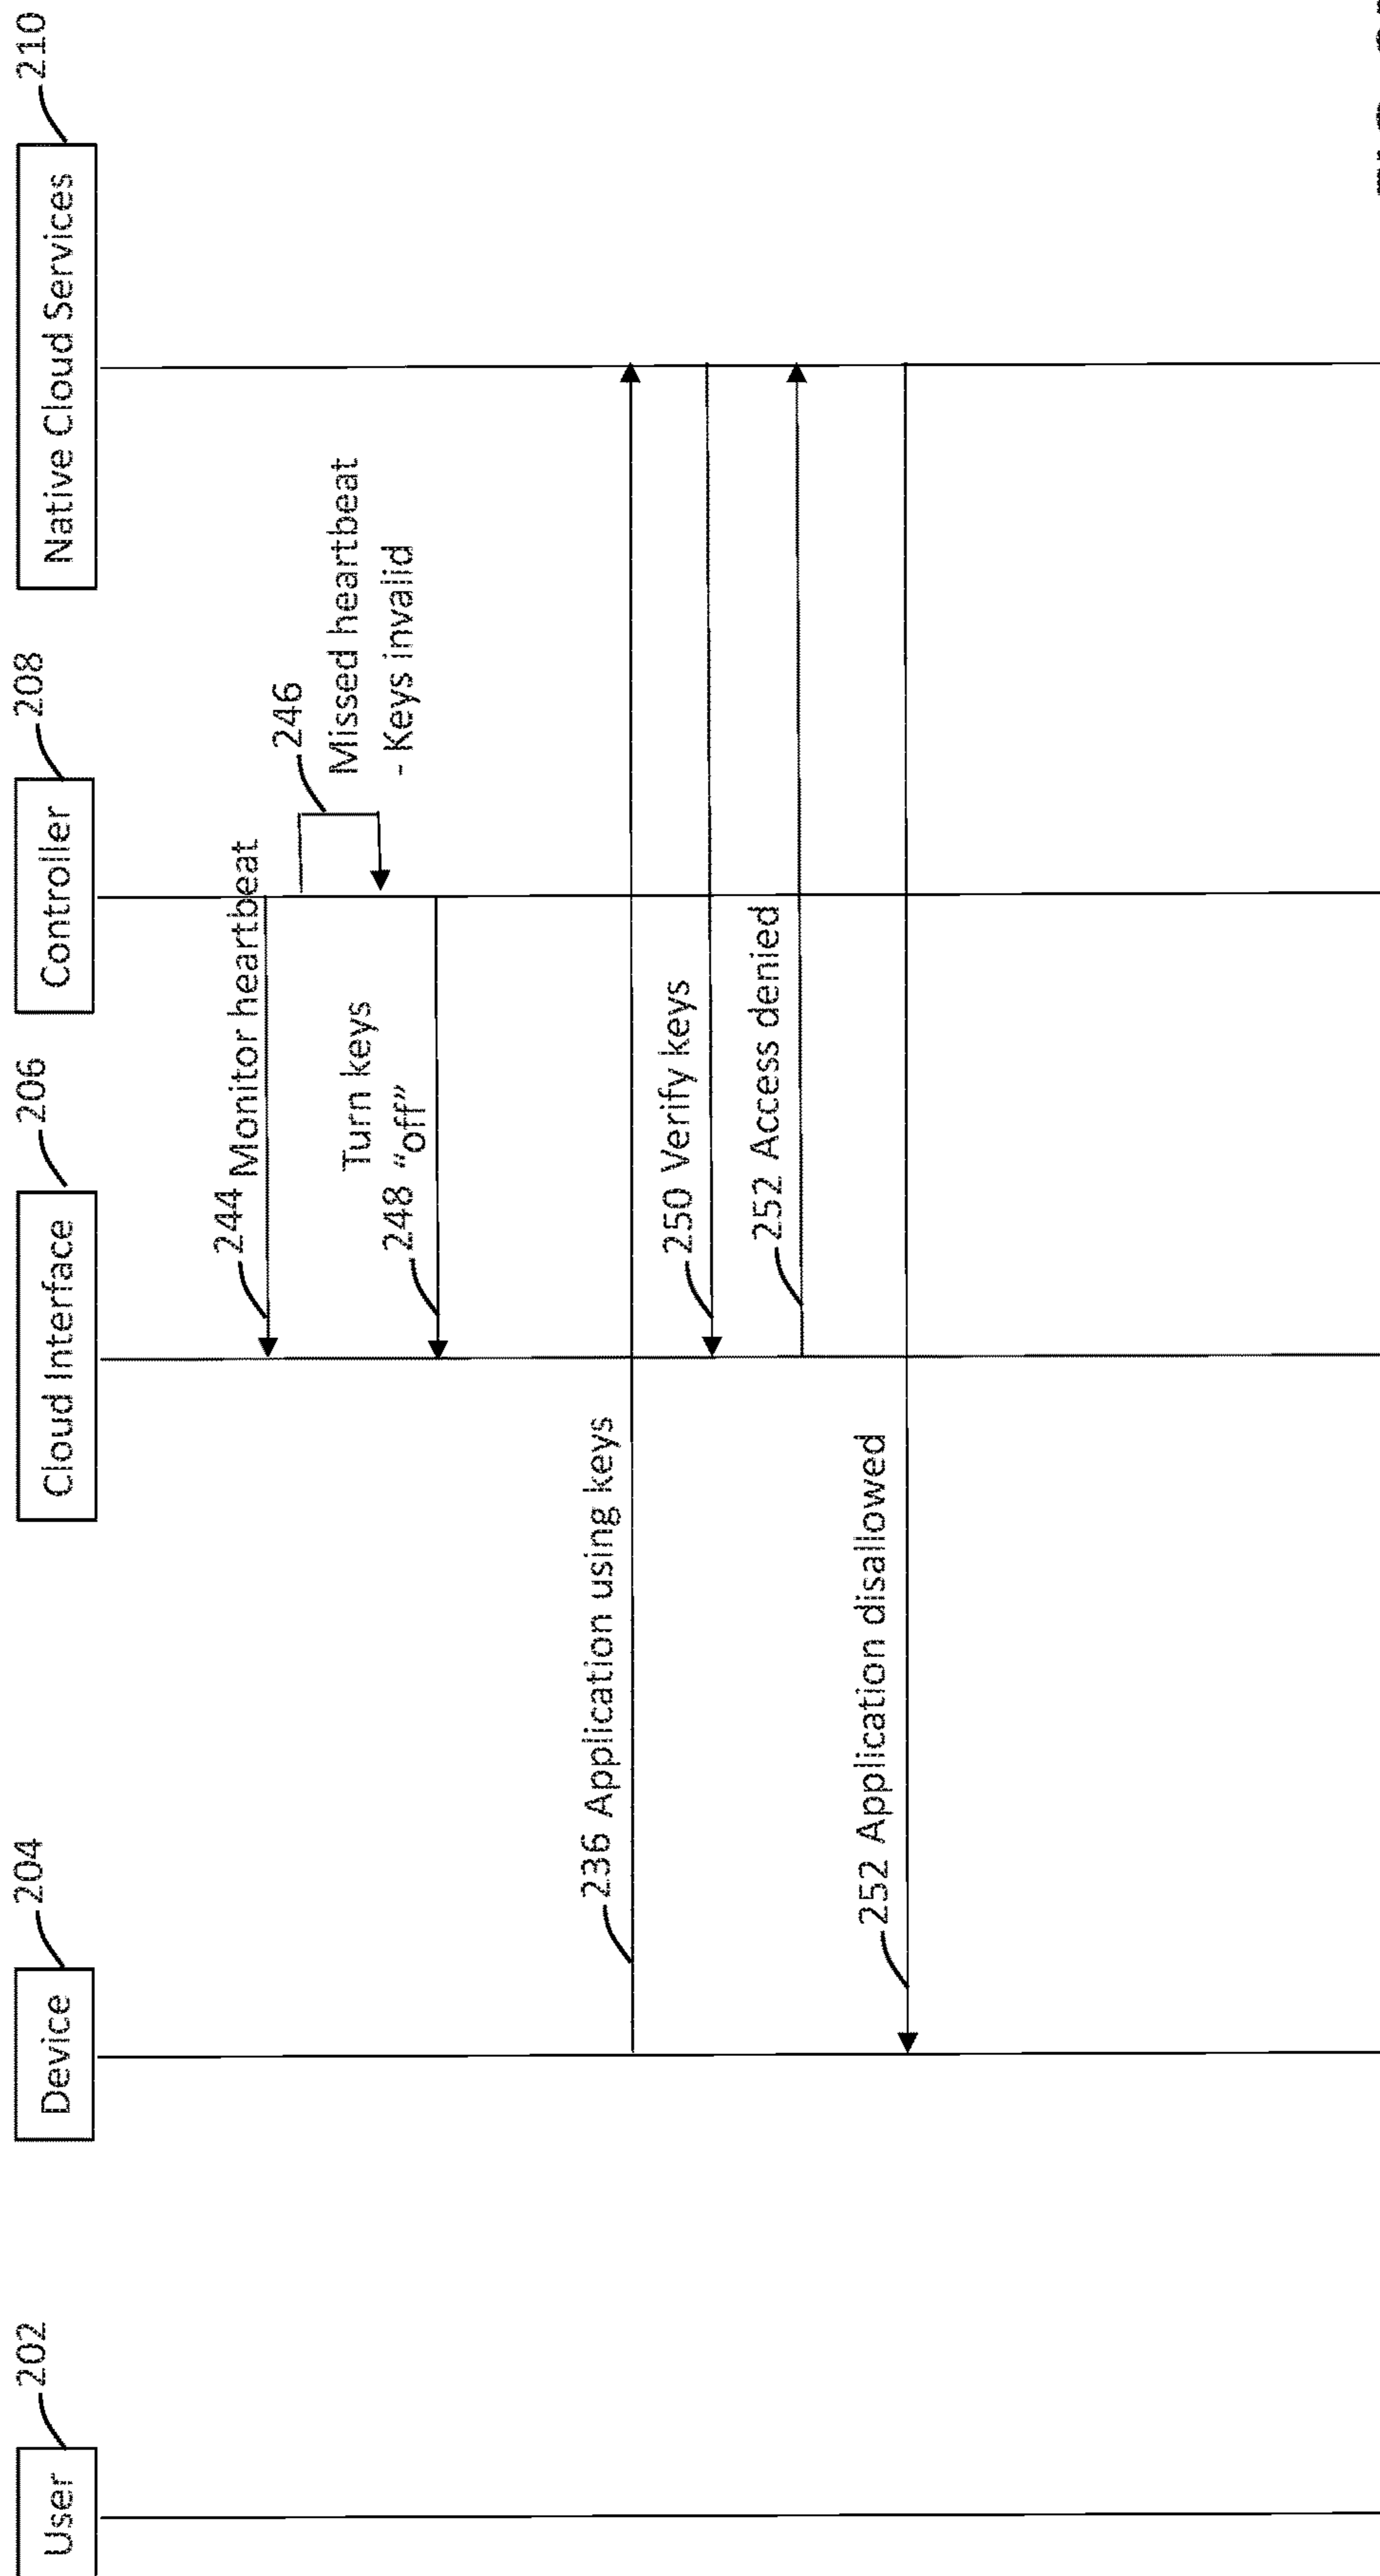 User
202
Device
204
Cloud Interface
206
Controller
208
Native Cloud Services
210
244 Monitor heartbeat
246
Missed heartbeat
- Keys invalid
Turn keys
248 “off”
236 Application using keys
250 Verify keys
252 Access denied
252 Application disallowed